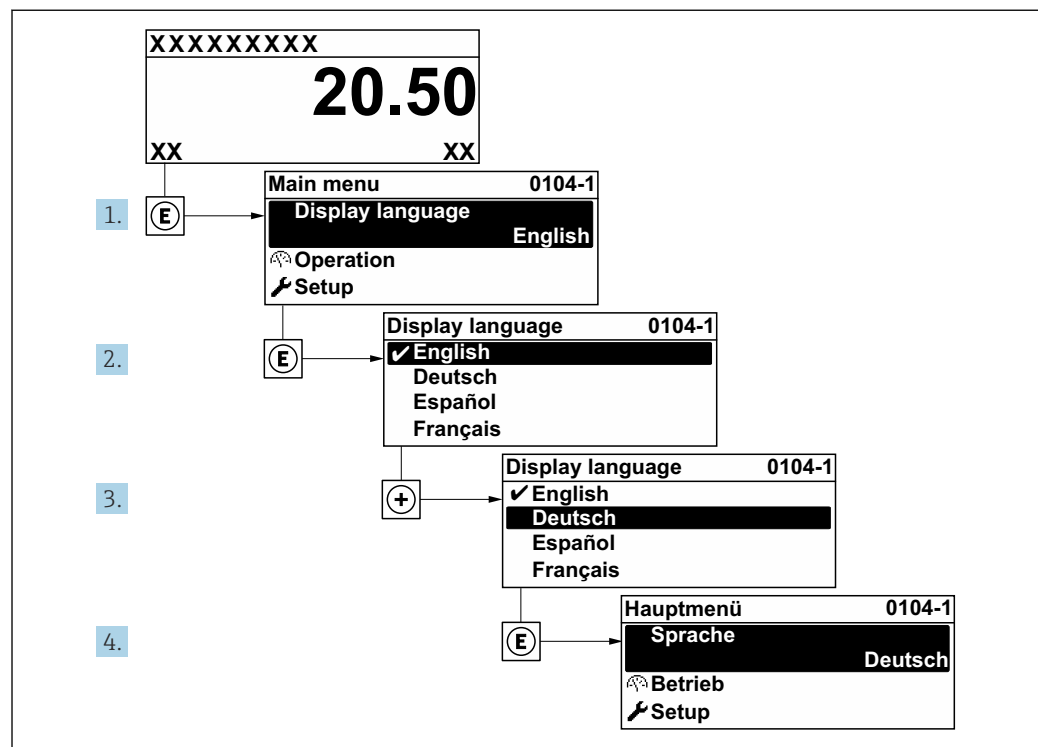 XXXXXXXXX
20.50
XX XX
Main menu 0104-1
1. E Display language
English
Operation
Setup
Display language 0104-1
2. E ✔English
Deutsch
Español
Français
Display language 0104-1
3. + ✔English
Deutsch
Español
Français
Hauptmenü 0104-1
4. E Sprache
Deutsch
Betrieb
Setup